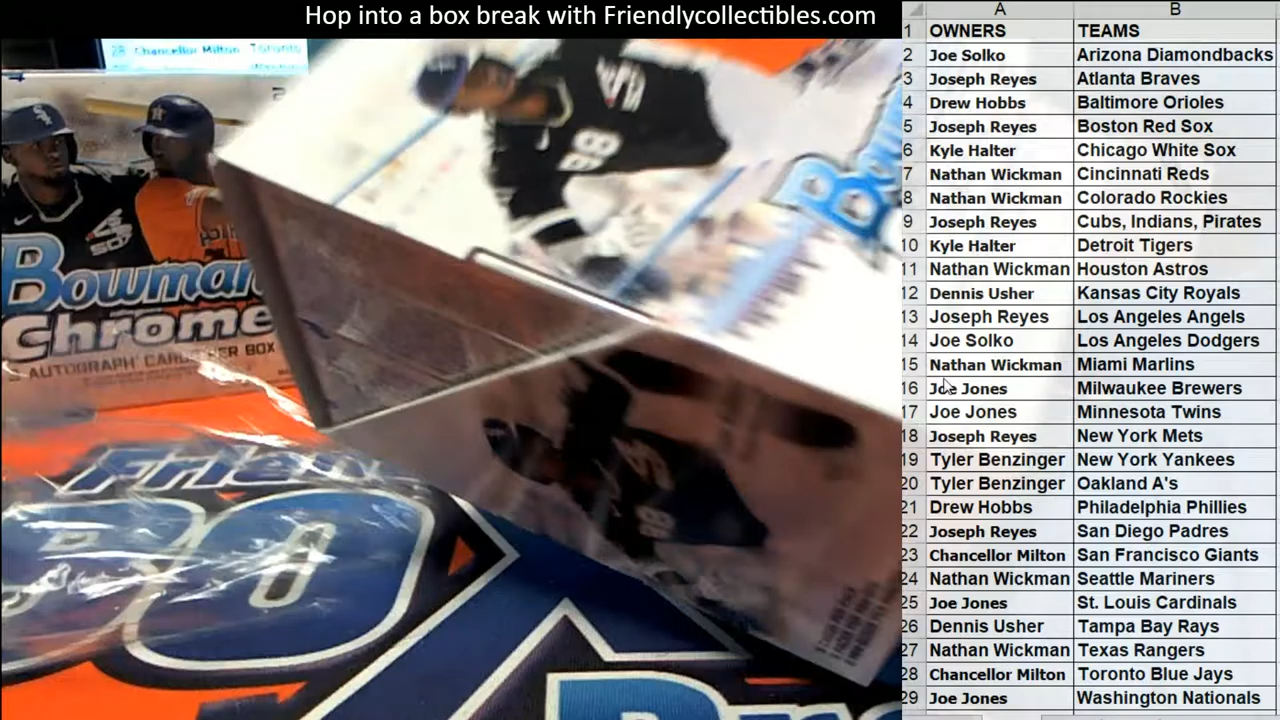 Hop into a box break with Friendlycollectibles.com
28 Chancellor Milton Toronto
Bowman
Chrome
AUTOGRAPH CARDS PER BOX
88
A B
1 OWNERS TEAMS
2 Joe Solko Arizona Diamondbacks
3 Joseph Reyes Atlanta Braves
4 Drew Hobbs Baltimore Orioles
5 Joseph Reyes Boston Red Sox
6 Kyle Halter Chicago White Sox
7 Nathan Wickman Cincinnati Reds
8 Nathan Wickman Colorado Rockies
9 Joseph Reyes Cubs, Indians, Pirates
10 Kyle Halter Detroit Tigers
11 Nathan Wickman Houston Astros
12 Dennis Usher Kansas City Royals
13 Joseph Reyes Los Angeles Angels
14 Joe Solko Los Angeles Dodgers
15 Nathan Wickman Miami Marlins
16 Joe Jones Milwaukee Brewers
17 Joe Jones Minnesota Twins
18 Joseph Reyes New York Mets
19 Tyler Benzinger New York Yankees
20 Tyler Benzinger Oakland A's
21 Drew Hobbs Philadelphia Phillies
22 Joseph Reyes San Diego Padres
23 Chancellor Milton San Francisco Giants
24 Nathan Wickman Seattle Mariners
25 Joe Jones St. Louis Cardinals
26 Dennis Usher Tampa Bay Rays
27 Nathan Wickman Texas Rangers
28 Chancellor Milton Toronto Blue Jays
29 Joe Jones Washington Nationals